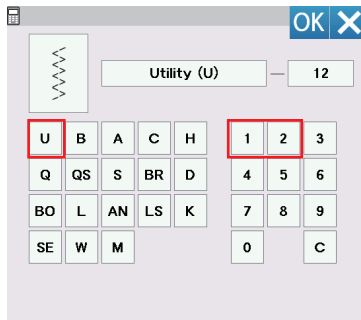 OK X
Utility (U) — 12
U B A C H 1 2 3
Q QS S BR D 4 5 6
BO L AN LS K 7 8 9
SE W M 0 C